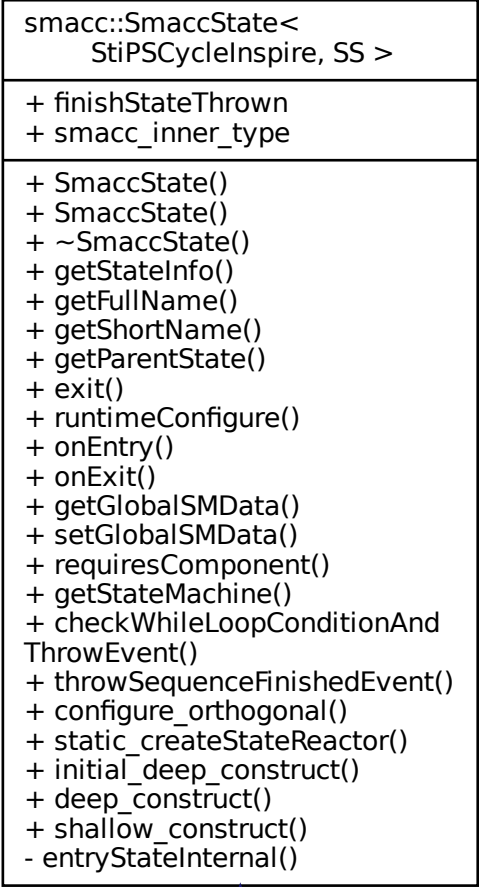 smacc::SmaccState<
StiPSCycleInspire, SS >
+ finishStateThrown
+ smacc_inner_type
+ SmaccState()
+ SmaccState()
+ ~SmaccState()
+ getStateInfo()
+ getFullName()
+ getShortName()
+ getParentState()
+ exit()
+ runtimeConfigure()
+ onEntry()
+ onExit()
+ getGlobalSMData()
+ setGlobalSMData()
+ requiresComponent()
+ getStateMachine()
+ checkWhileLoopConditionAnd
ThrowEvent()
+ throwSequenceFinishedEvent()
+ configure_orthogonal()
+ static_createStateReactor()
+ initial_deep_construct()
+ deep_construct()
+ shallow_construct()
- entryStateInternal()